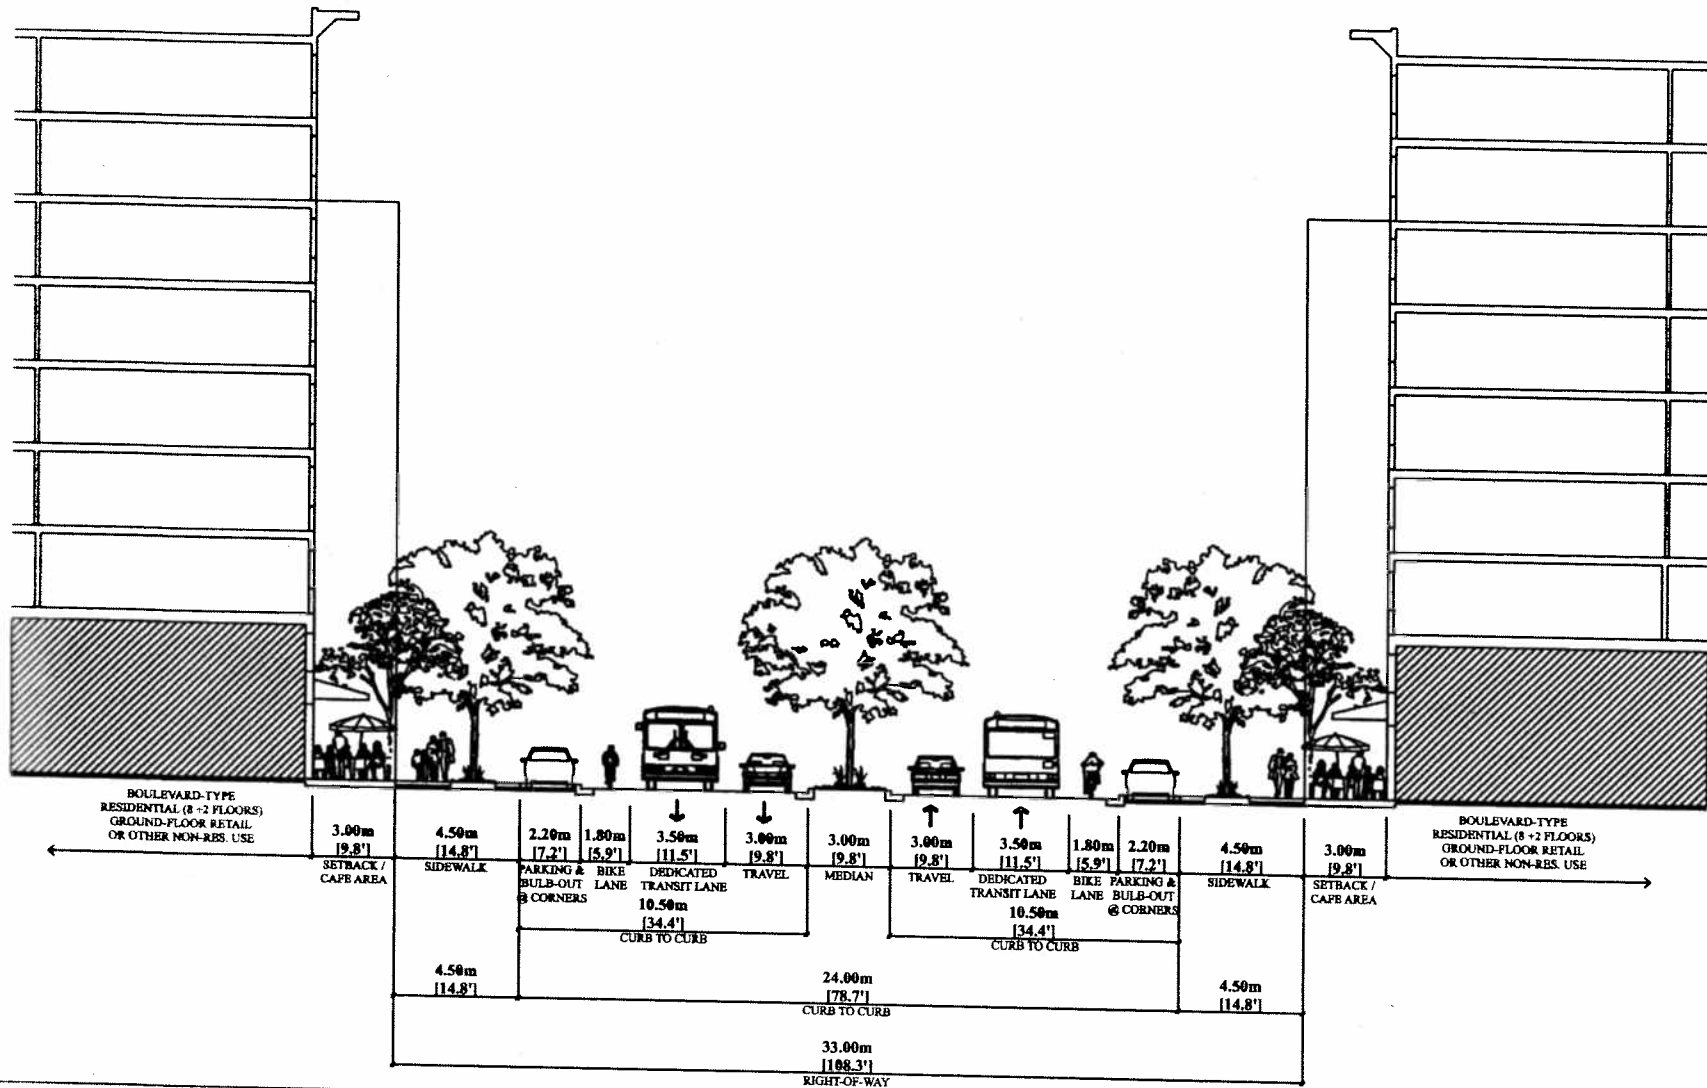 BOULEVARD-TYPE
RESIDENTIAL (8 +2 FLOORS)
GROUND-FLOOR RETAIL
OR OTHER NON-RES. USE
3.00m
[9.8']
SETBACK /
CAFE AREA
4.50m
[14.8']
SIDEWALK
2.20m
[7.2']
PARKING &
BULB-OUT
@ CORNERS
1.80m
[5.9']
BIKE
LANE
3.50m
[11.5']
DEDICATED
TRANSIT LANE
3.00m
[9.8']
TRAVEL
3.00m
[9.8']
MEDIAN
3.00m
[9.8']
TRAVEL
3.50m
[11.5']
DEDICATED
TRANSIT LANE
1.80m
[5.9']
BIKE
LANE
2.20m
[7.2']
PARKING &
BULB-OUT
@ CORNERS
4.50m
[14.8']
SIDEWALK
3.00m
[9.8']
SETBACK /
CAFE AREA
BOULEVARD-TYPE
RESIDENTIAL (8 +2 FLOORS)
GROUND-FLOOR RETAIL
OR OTHER NON-RES. USE
10.50m
[34.4']
CURB TO CURB
10.50m
[34.4']
CURB TO CURB
4.50m
[14.8']
24.00m
[78.7']
CURB TO CURB
4.50m
[14.8']
33.00m
[108.3']
RIGHT-OF-WAY